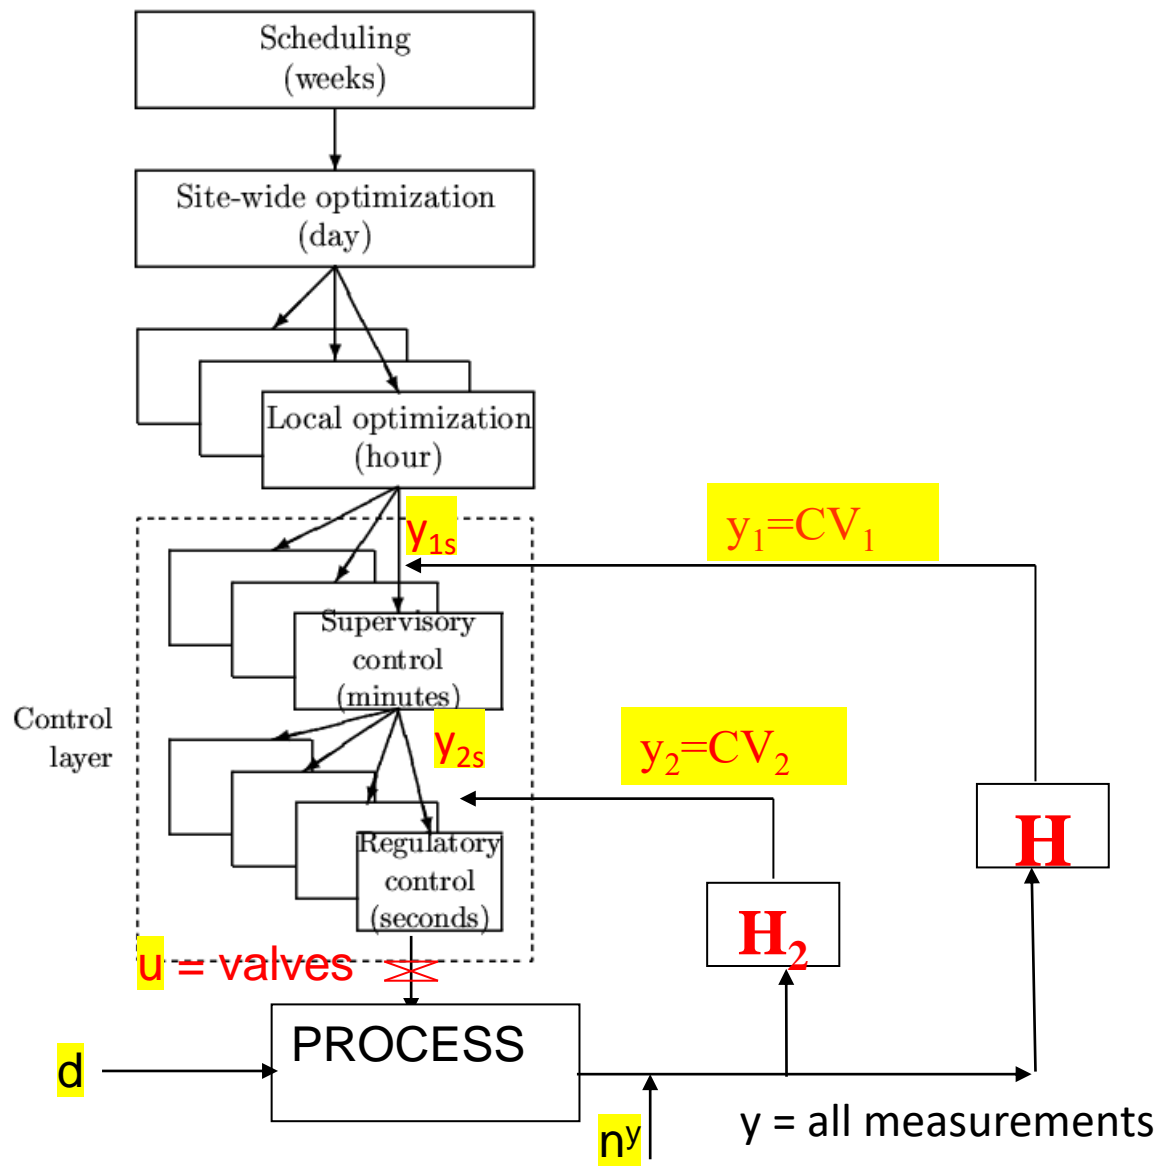 Scheduling
(weeks)
Site-wide optimization
(day)
Local optimization
(hour)
y1s
y1=CV1
Supervisory
control
(minutes)
Control
layer
y2s
y2=CV2
H
Regulatory
control
(seconds)
H2
u = valves
PROCESS
d
ny
y = all measurements